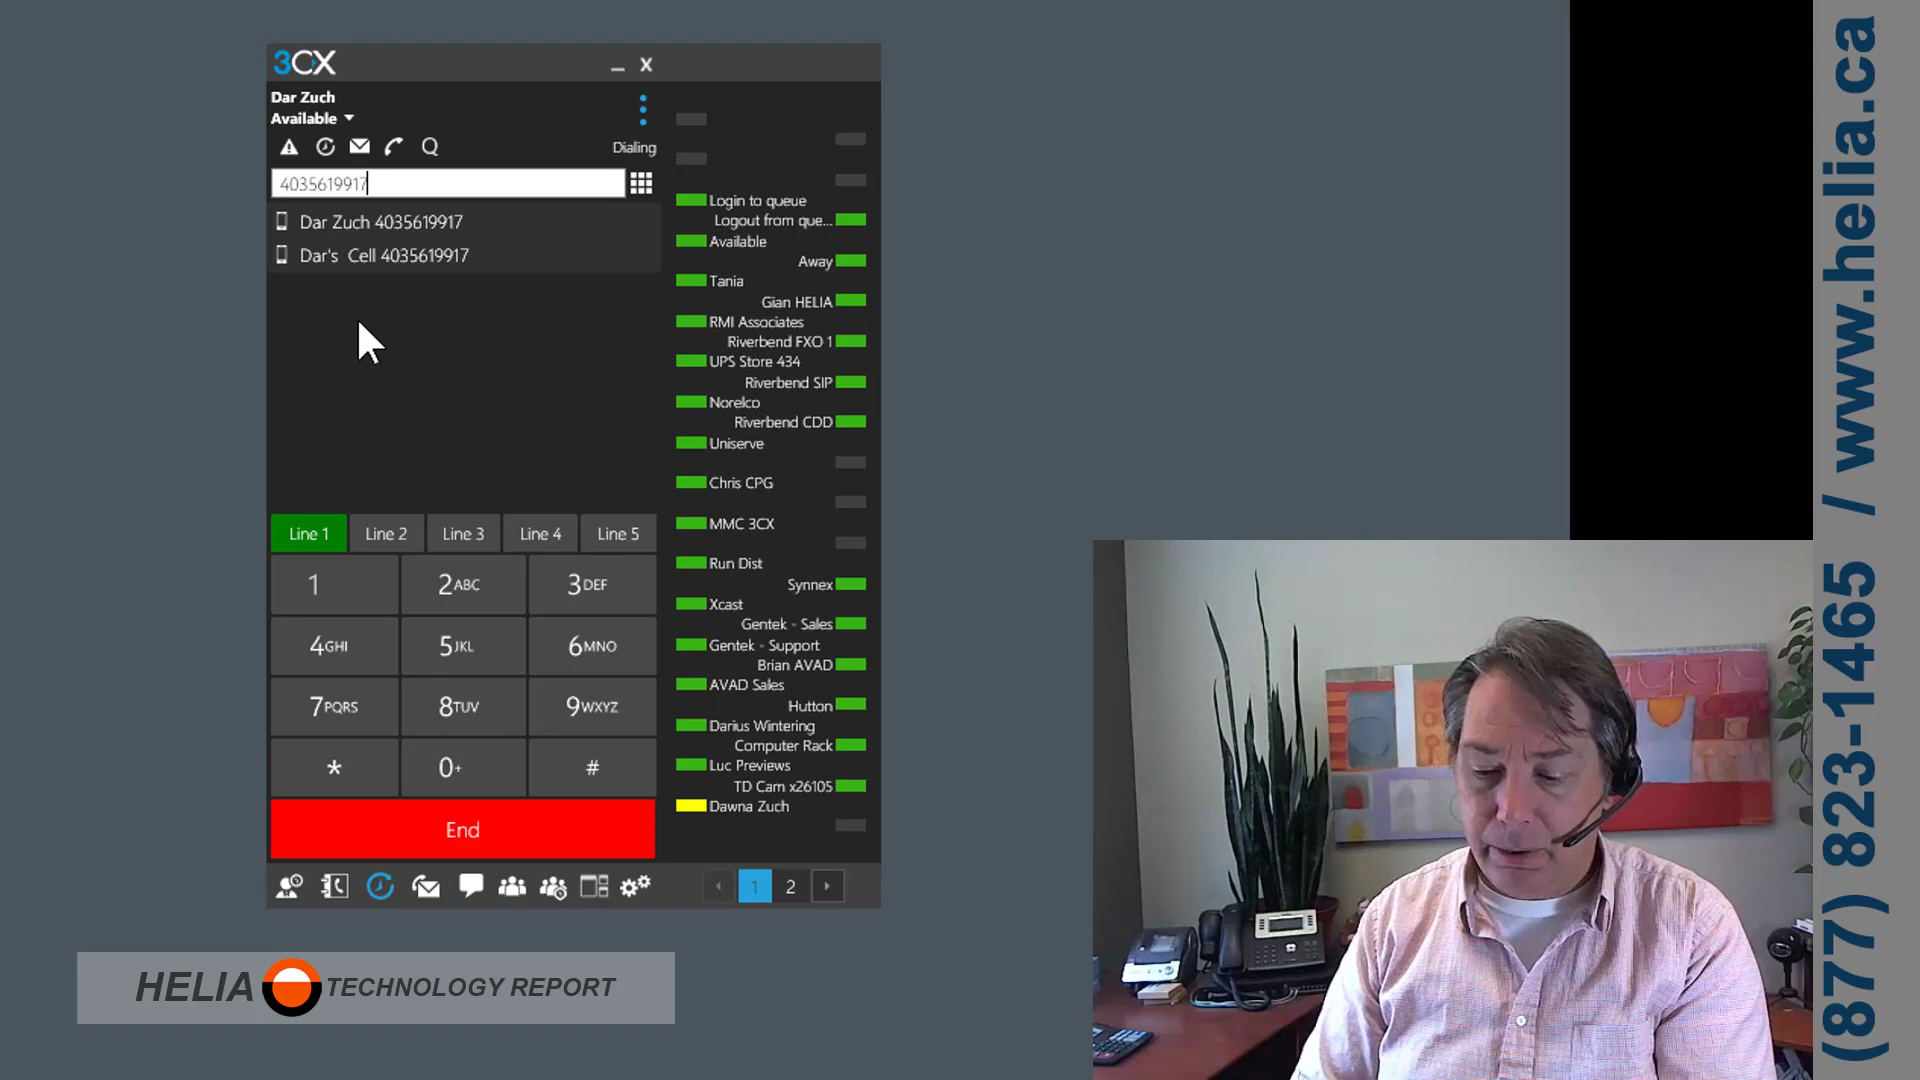 3CX
X
Dar Zuch
Available
Dialing
4035619917
Dar Zuch 4035619917
Dar's Cell 4035619917
Line 1 Line 2 Line 3 Line 4 Line 5
1 2ABC 3DEF
4GHI 5JKL 6MNO
7PQRS 8TUV 9WXYZ
* 0+ #
End
Login to queue
Logout from que...
Available
Away
Tania
Gian HELIA
RMI Associates
Riverbend FXO 1
UPS Store 434
Riverbend SIP
Norelco
Riverbend CDD
Uniserve
Chris CPG
MMC 3CX
Run Dist
Synnex
Xcast
Gentek - Sales
Gentek - Support
Brian AVAD
AVAD Sales
Hutton
Darius Wintering
Computer Rack
Luc Previews
TD Cam x26105
Dawna Zuch
1 2
HELIA TECHNOLOGY REPORT
(877) 823-1465 / www.helia.ca